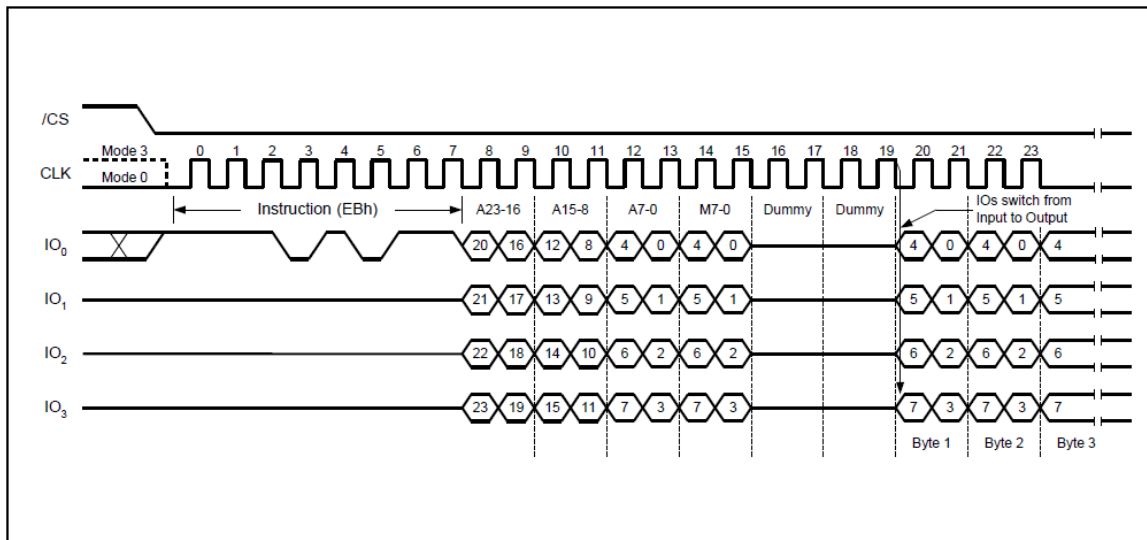 /CS
Mode 3 0 1 2 3 4 5 6 7 8 9 10 11 12 13 14 15 16 17 18 19 20 21 22 23
CLK
Mode 0
Instruction (EBh) A23-16 A15-8 A7-0 M7-0 Dummy Dummy
IOs switch from
Input to Output
IO0 20 16 12 8 4 0 4 0 4 0 4 0 4
IO1 21 17 13 9 5 1 5 1 5 1 5 1 5
IO2 22 18 14 10 6 2 6 2 6 2 6 2 6
IO3 23 19 15 11 7 3 7 3 7 3 7 3 7
Byte 1 Byte 2 Byte 3